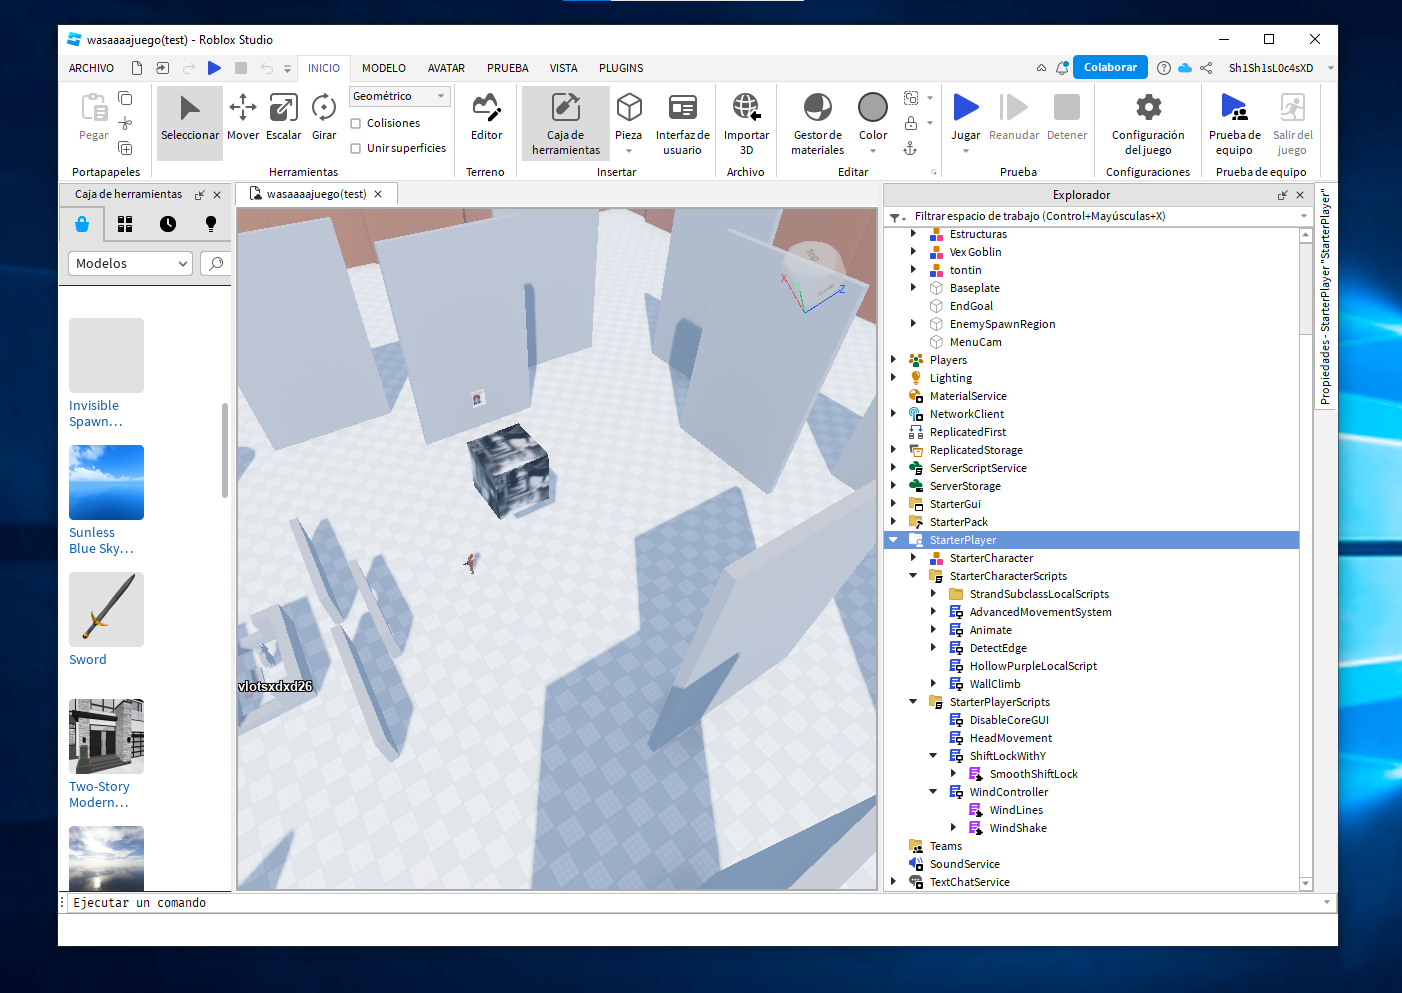 wasaaaajuego(test) - Roblox Studio
ARCHIVO
INICIO
MODELO
AVATAR
PRUEBA
VISTA
PLUGINS
Colaborar
Sh1Sh1sL0c4sXD
Pegar
Portapapeles
Seleccionar
Mover
Escalar
Girar
Geométrico
Colisiones
Unir superficies
Herramientas
Editor
Terreno
Caja de
herramientas
Pieza
Interfaz de
usuario
Insertar
Importar
3D
Archivo
Gestor de
materiales
Color
Editar
Jugar
Reanudar
Detener
Prueba
Configuración
del juego
Configuraciones
Prueba de
equipo
Salir del
juego
Prueba de equipo
Caja de herramientas
Modelos
Invisible
Spawn...
Sunless
Blue Sky...
Sword
Two-Story
Modern...
wasaaaajuego(test)
X
Y
Z
Top
vlotsxdxd26
Explorador
Filtrar espacio de trabajo (Control+Mayúsculas+X)
Estructuras
Vex Goblin
tontin
Baseplate
EndGoal
EnemySpawnRegion
MenuCam
Players
Lighting
MaterialService
NetworkClient
ReplicatedFirst
ReplicatedStorage
ServerScriptService
ServerStorage
StarterGui
StarterPack
StarterPlayer
StarterCharacter
StarterCharacterScripts
StrandSubclassLocalScripts
AdvancedMovementSystem
Animate
DetectEdge
HollowPurpleLocalScript
WallClimb
StarterPlayerScripts
DisableCoreGUI
HeadMovement
ShiftLockWithY
SmoothShiftLock
WindController
WindLines
WindShake
Teams
SoundService
TextChatService
Propiedades - StarterPlayer "StarterPlayer"
Ejecutar un comando